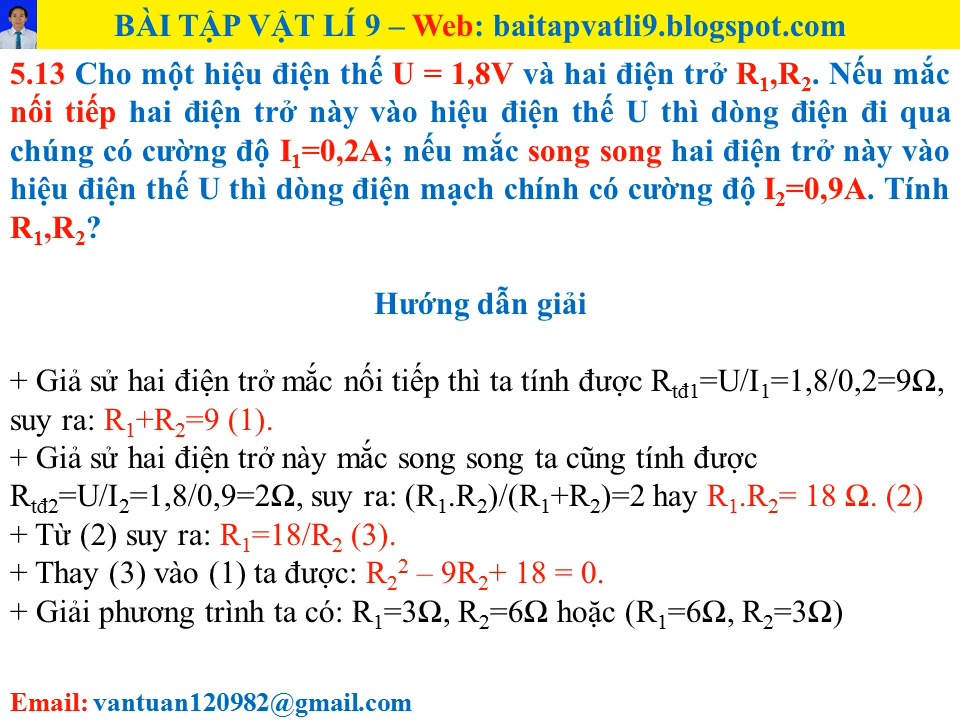 BÀI TẬP VẬT LÍ 9 – Web: baitapvatli9.blogspot.com
5.13 Cho một hiệu điện thế U = 1,8V và hai điện trở R₁,R₂. Nếu mắc
nối tiếp hai điện trở này vào hiệu điện thế U thì dòng điện đi qua
chúng có cường độ I₁=0,2A; nếu mắc song song hai điện trở này vào
hiệu điện thế U thì dòng điện mạch chính có cường độ I₂=0,9A. Tính
R₁,R₂?
Hướng dẫn giải
+ Giả sử hai điện trở mắc nối tiếp thì ta tính được Rtđ1=U/I₁=1,8/0,2=9Ω,
suy ra: R₁+R₂=9 (1).
+ Giả sử hai điện trở này mắc song song ta cũng tính được
Rtđ2=U/I₂=1,8/0,9=2Ω, suy ra: (R₁.R₂)/(R₁+R₂)=2 hay R₁.R₂= 18 Ω. (2)
+ Từ (2) suy ra: R₁=18/R₂ (3).
+ Thay (3) vào (1) ta được: R₂² – 9R₂+ 18 = 0.
+ Giải phương trình ta có: R₁=3Ω, R₂=6Ω hoặc (R₁=6Ω, R₂=3Ω)
Email: vantuan120982@gmail.com